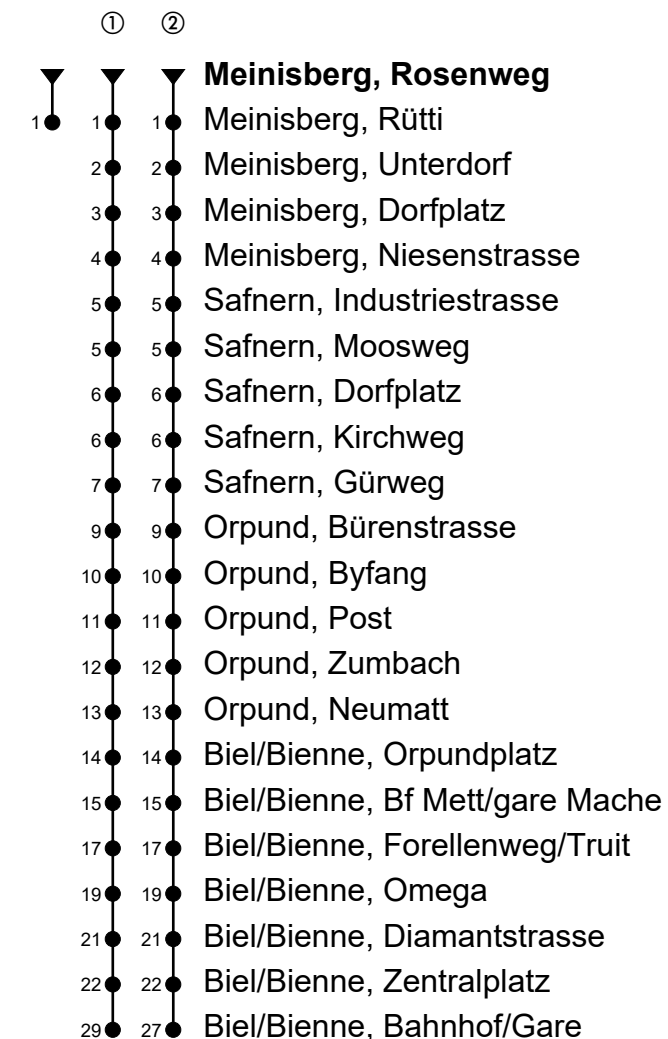 ① ②
Meinisberg, Rosenweg
1 1 1 Meinisberg, Rütti
2 2 Meinisberg, Unterdorf
3 3 Meinisberg, Dorfplatz
4 4 Meinisberg, Niesenstrasse
5 5 Safnern, Industriestrasse
5 5 Safnern, Moosweg
6 6 Safnern, Dorfplatz
6 6 Safnern, Kirchweg
7 7 Safnern, Gürweg
9 9 Orpund, Bürenstrasse
10 10 Orpund, Byfang
11 11 Orpund, Post
12 12 Orpund, Zumbach
13 13 Orpund, Neumatt
14 14 Biel/Bienne, Orpundplatz
15 15 Biel/Bienne, Bf Mett/gare Mache
17 17 Biel/Bienne, Forellenweg/Truit
19 19 Biel/Bienne, Omega
21 21 Biel/Bienne, Diamantstrasse
22 22 Biel/Bienne, Zentralplatz
29 27 Biel/Bienne, Bahnhof/Gare